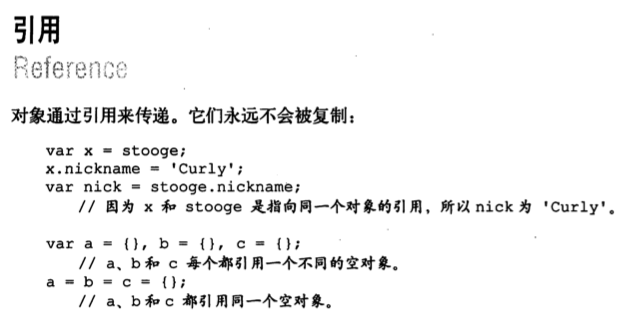 引用
Reference
对象通过引用来传递。它们永远不会被复制:
var x = stooge;
x.nickname = 'Curly';
var nick = stooge.nickname;
// 因为 x 和 stooge 是指向同一个对象的引用，所以 nick 为 'Curly'。
var a = {}, b = {}, c = {};
// a、b 和 c 每个都引用一个不同的空对象。
a = b = c = {};
// a、b 和 c 都引用同一个空对象。